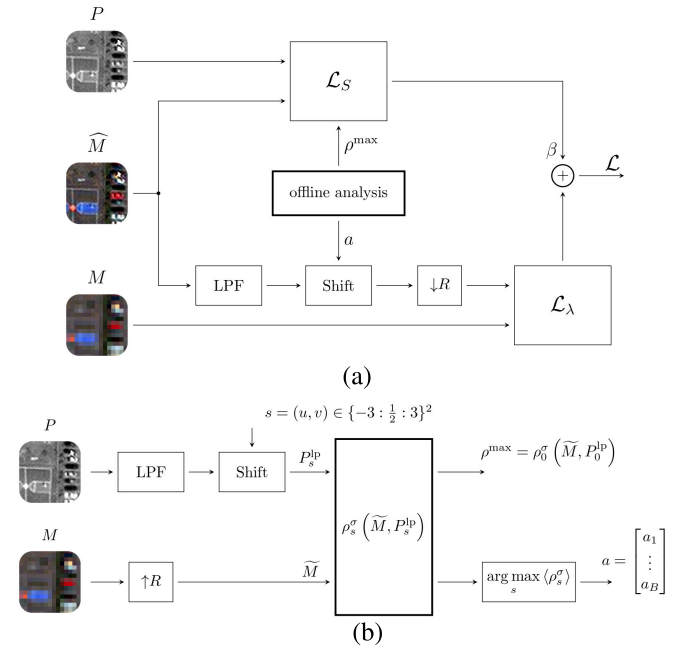 P
𝓛_S
M̂
ρ^max
β
+
𝓛
offline analysis
a
M
LPF
Shift
↓R
𝓛_λ
(a)
s = (u, v) ∈ {−3 : 1/2 : 3}²
P
LPF
Shift
P_s^lp
ρ^max = ρ_0^σ (M̃, P_0^lp)
ρ_s^σ (M̃, P_s^lp)
M
↑R
M̃
arg max_s ⟨ρ_s^σ⟩
a = [a_1 ⋮ a_B]
(b)